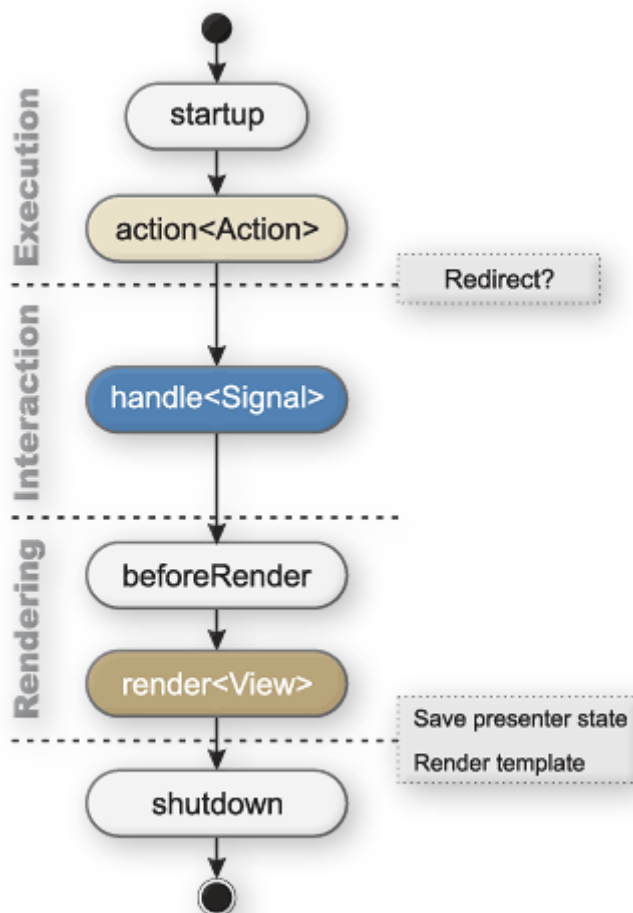 Execution
startup
action<Action>
Redirect?
Interaction
handle<Signal>
Rendering
beforeRender
render<View>
Save presenter state
Render template
shutdown